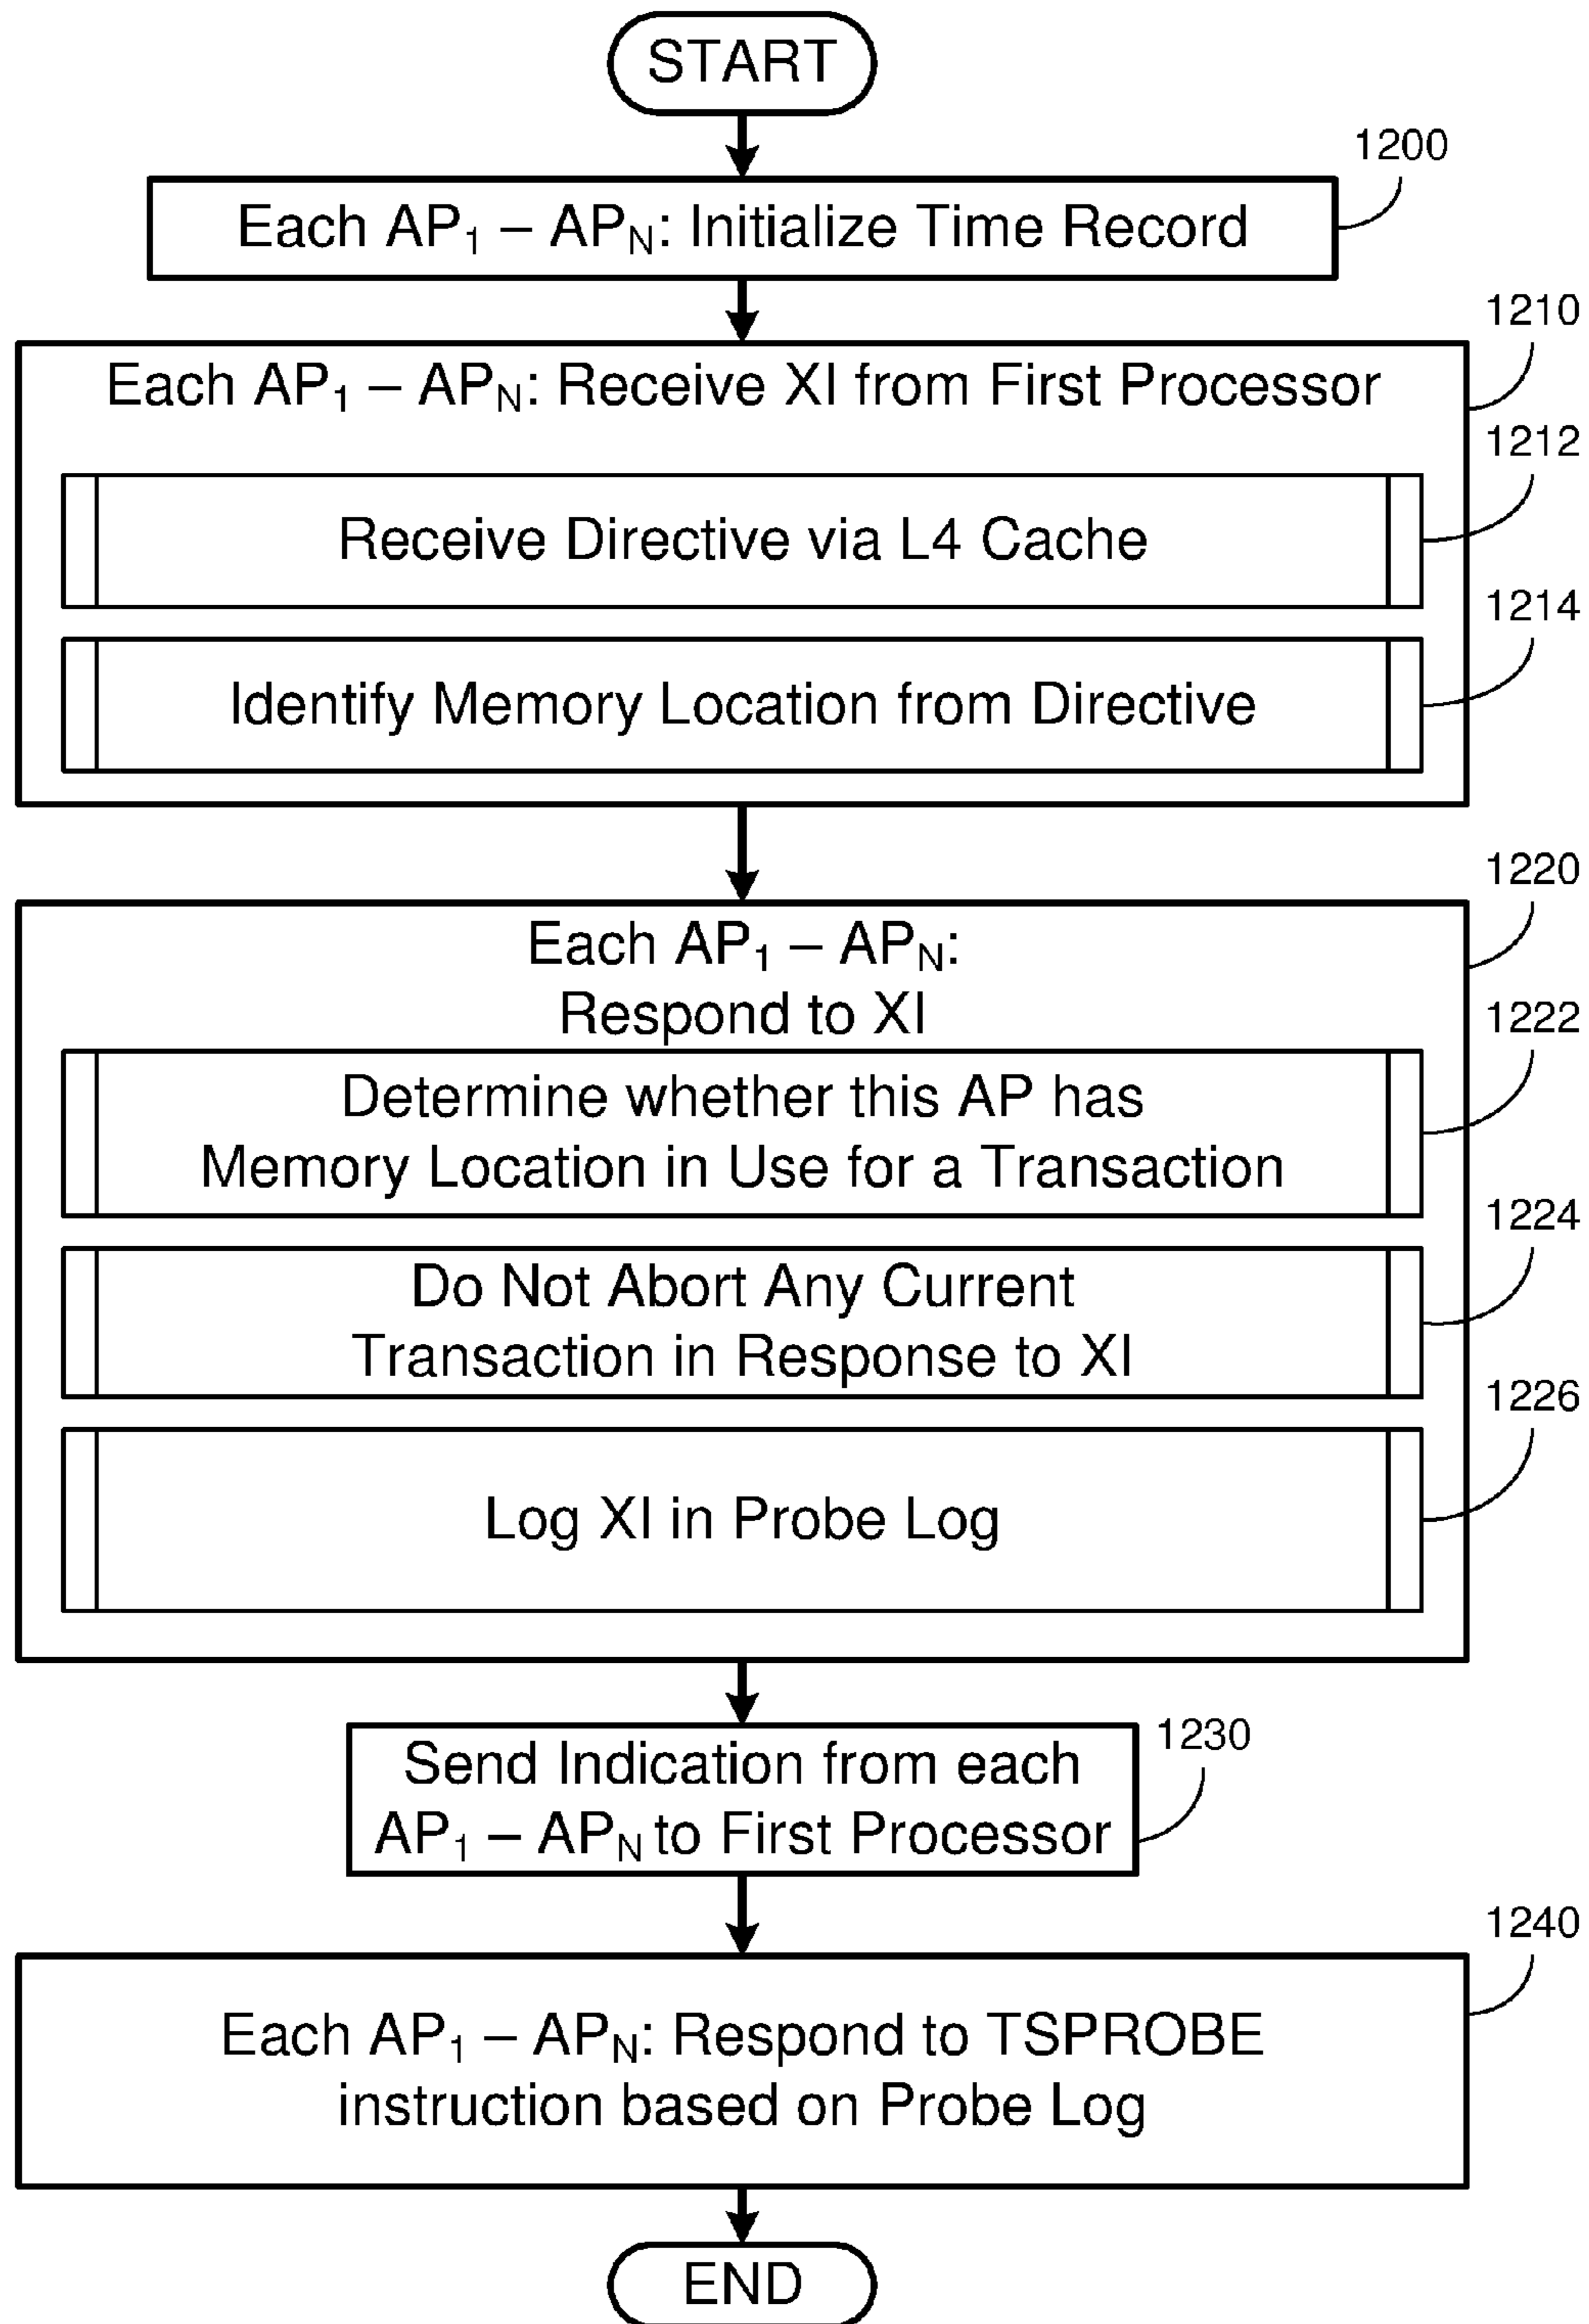 START
1200
Each AP₁ – APN: Initialize Time Record
1210
Each AP₁ – APN: Receive XI from First Processor
1212
Receive Directive via L4 Cache
1214
Identify Memory Location from Directive
1220
Each AP₁ – APN:
Respond to XI
1222
Determine whether this AP has
Memory Location in Use for a Transaction
1224
Do Not Abort Any Current
Transaction in Response to XI
1226
Log XI in Probe Log
1230
Send Indication from each
AP₁ – APN to First Processor
1240
Each AP₁ – APN: Respond to TSPROBE
instruction based on Probe Log
END